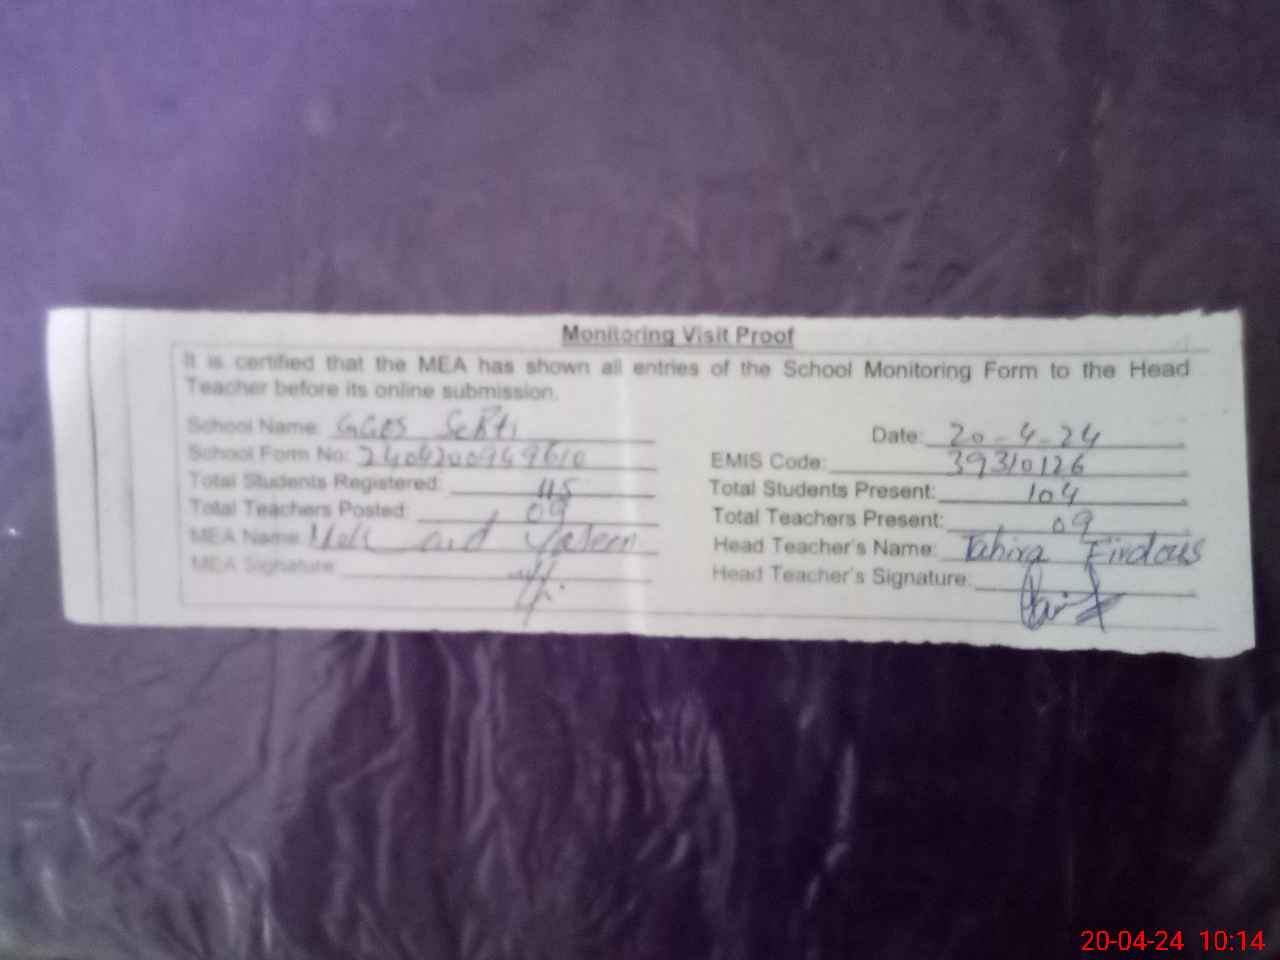 Monitoring Visit Proof
It is certified that the MEA has shown all entries of the School Monitoring Form to the Head
Teacher before its online submission.
School Name: GGES Date: 20-4-24
School Form No: EMIS Code: 39310126
Total Students Registered: 115 Total Students Present: 104
Total Teachers Posted: 09 Total Teachers Present: 09
MEA Name: Yaseen Head Teacher's Name: Tahira Firdous
MEA Signature: Head Teacher's Signature:
20-04-24 10:14